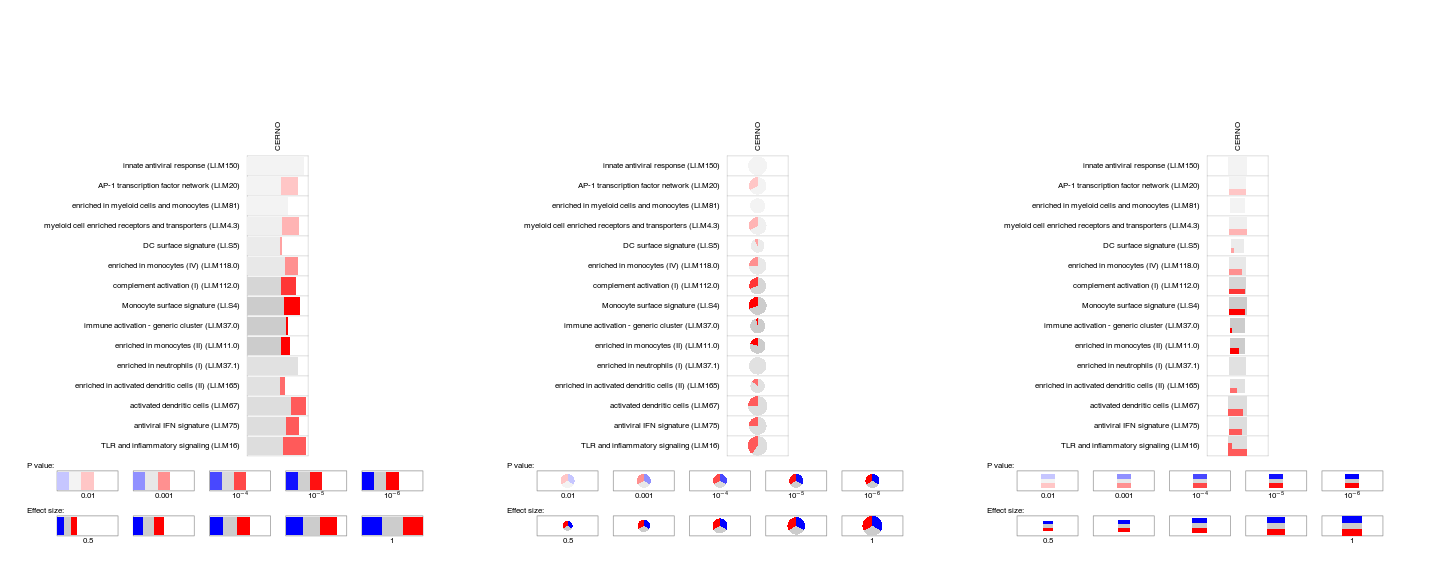 CERNO
innate antiviral response (LI.M150)
AP-1 transcription factor network (LI.M20)
enriched in myeloid cells and monocytes (LI.M81)
myeloid cell enriched receptors and transporters (LI.M4.3)
DC surface signature (LI.S5)
enriched in monocytes (IV) (LI.M118.0)
complement activation (I) (LI.M112.0)
Monocyte surface signature (LI.S4)
immune activation - generic cluster (LI.M37.0)
enriched in monocytes (II) (LI.M11.0)
enriched in neutrophils (I) (LI.M37.1)
enriched in activated dendritic cells (II) (LI.M165)
activated dendritic cells (LI.M67)
antiviral IFN signature (LI.M75)
TLR and inflammatory signaling (LI.M16)
P value:
0.01 0.001 10⁻⁴ 10⁻⁵ 10⁻⁶
Effect size:
0.5 1
CERNO
innate antiviral response (LI.M150)
AP-1 transcription factor network (LI.M20)
enriched in myeloid cells and monocytes (LI.M81)
myeloid cell enriched receptors and transporters (LI.M4.3)
DC surface signature (LI.S5)
enriched in monocytes (IV) (LI.M118.0)
complement activation (I) (LI.M112.0)
Monocyte surface signature (LI.S4)
immune activation - generic cluster (LI.M37.0)
enriched in monocytes (II) (LI.M11.0)
enriched in neutrophils (I) (LI.M37.1)
enriched in activated dendritic cells (II) (LI.M165)
activated dendritic cells (LI.M67)
antiviral IFN signature (LI.M75)
TLR and inflammatory signaling (LI.M16)
P value:
0.01 0.001 10⁻⁴ 10⁻⁵ 10⁻⁶
Effect size:
0.5 1
CERNO
innate antiviral response (LI.M150)
AP-1 transcription factor network (LI.M20)
enriched in myeloid cells and monocytes (LI.M81)
myeloid cell enriched receptors and transporters (LI.M4.3)
DC surface signature (LI.S5)
enriched in monocytes (IV) (LI.M118.0)
complement activation (I) (LI.M112.0)
Monocyte surface signature (LI.S4)
immune activation - generic cluster (LI.M37.0)
enriched in monocytes (II) (LI.M11.0)
enriched in neutrophils (I) (LI.M37.1)
enriched in activated dendritic cells (II) (LI.M165)
activated dendritic cells (LI.M67)
antiviral IFN signature (LI.M75)
TLR and inflammatory signaling (LI.M16)
P value:
0.01 0.001 10⁻⁴ 10⁻⁵ 10⁻⁶
Effect size:
0.5 1